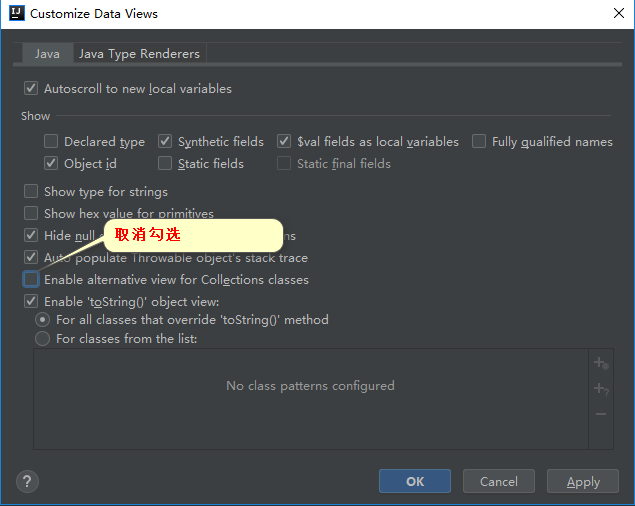 Customize Data Views
Java Java Type Renderers
Autoscroll to new local variables
Show
Declared type Synthetic fields $val fields as local variables Fully qualified names
Object id Static fields Static final fields
Show type for strings
Show hex value for primitives
Hide null
取消勾选
Auto populate Throwable object's stack trace
Enable alternative view for Collections classes
Enable 'toString()' object view:
For all classes that override 'toString()' method
For classes from the list:
No class patterns configured
? OK Cancel Apply